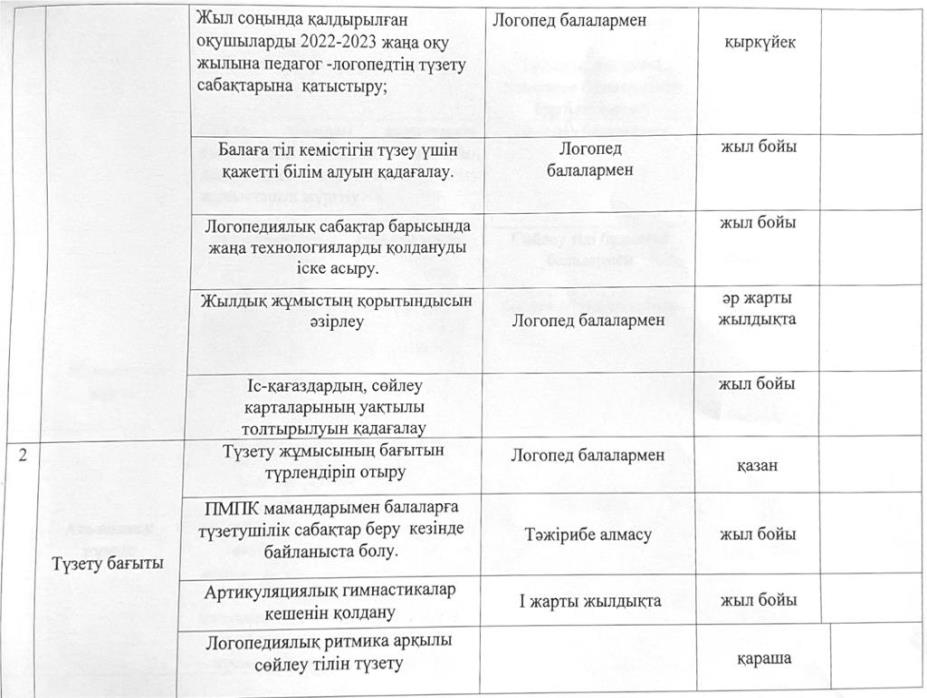 Жыл соңында қалдырылған
оқушыларды 2022-2023 жаңа оқу
жылына педагог -логопедтің түзету
сабақтарына қатыстыру;
Логопед балалармен
қыркүйек
Балаға тіл кемістігін түзеу үшін
қажетті білім алуын қадағалау.
Логопед
балалармен
жыл бойы
Логопедиялық сабақтар барысында
жаңа технологияларды қолдануды
іске асыру.
жыл бойы
Жылдық жұмыстың қорытындысын
әзірлеу
Логопед балалармен
әр жарты
жылдықта
Іс-қағаздардың, сөйлеу
карталарының уақтылы
толтырылуын қадағалау
жыл бойы
2
Түзету бағыты
Түзету жұмысының бағытын
түрлендіріп отыру
Логопед балалармен
қазан
ПМПК мамандарымен балаларға
түзетушілік сабақтар беру кезінде
байланыста болу.
Тәжірибе алмасу
жыл бойы
Артикуляциялық гимнастикалар
кешенін қолдану
І жарты жылдықта
жыл бойы
Логопедиялық ритмика арқылы
сөйлеу тілін түзету
қараша